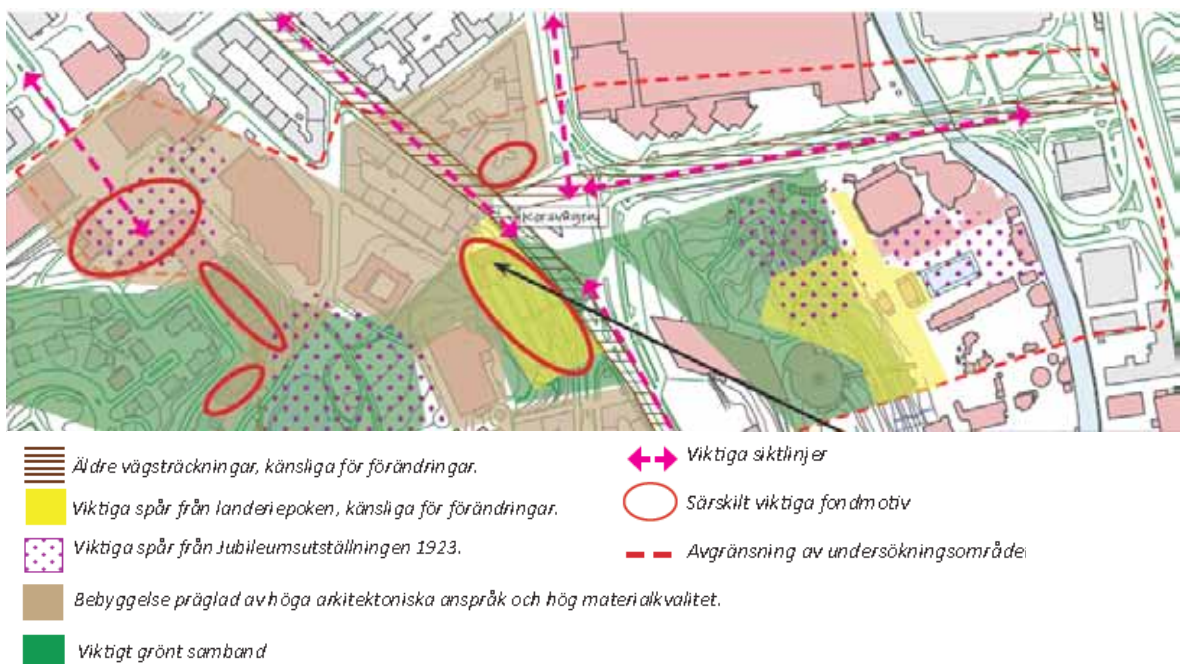 Korsvägen
Äldre vägsträckningar, känsliga för förändringar.
Viktiga siktlinjer
Viktiga spår från landeriepoken, känsliga för förändringar.
Särskilt viktiga fondmotiv
Viktiga spår från Jubileumsutställningen 1923.
Avgränsning av undersökningsområde
Bebyggelse präglad av höga arkitektoniska anspråk och hög materialkvalitet.
Viktigt grönt samband